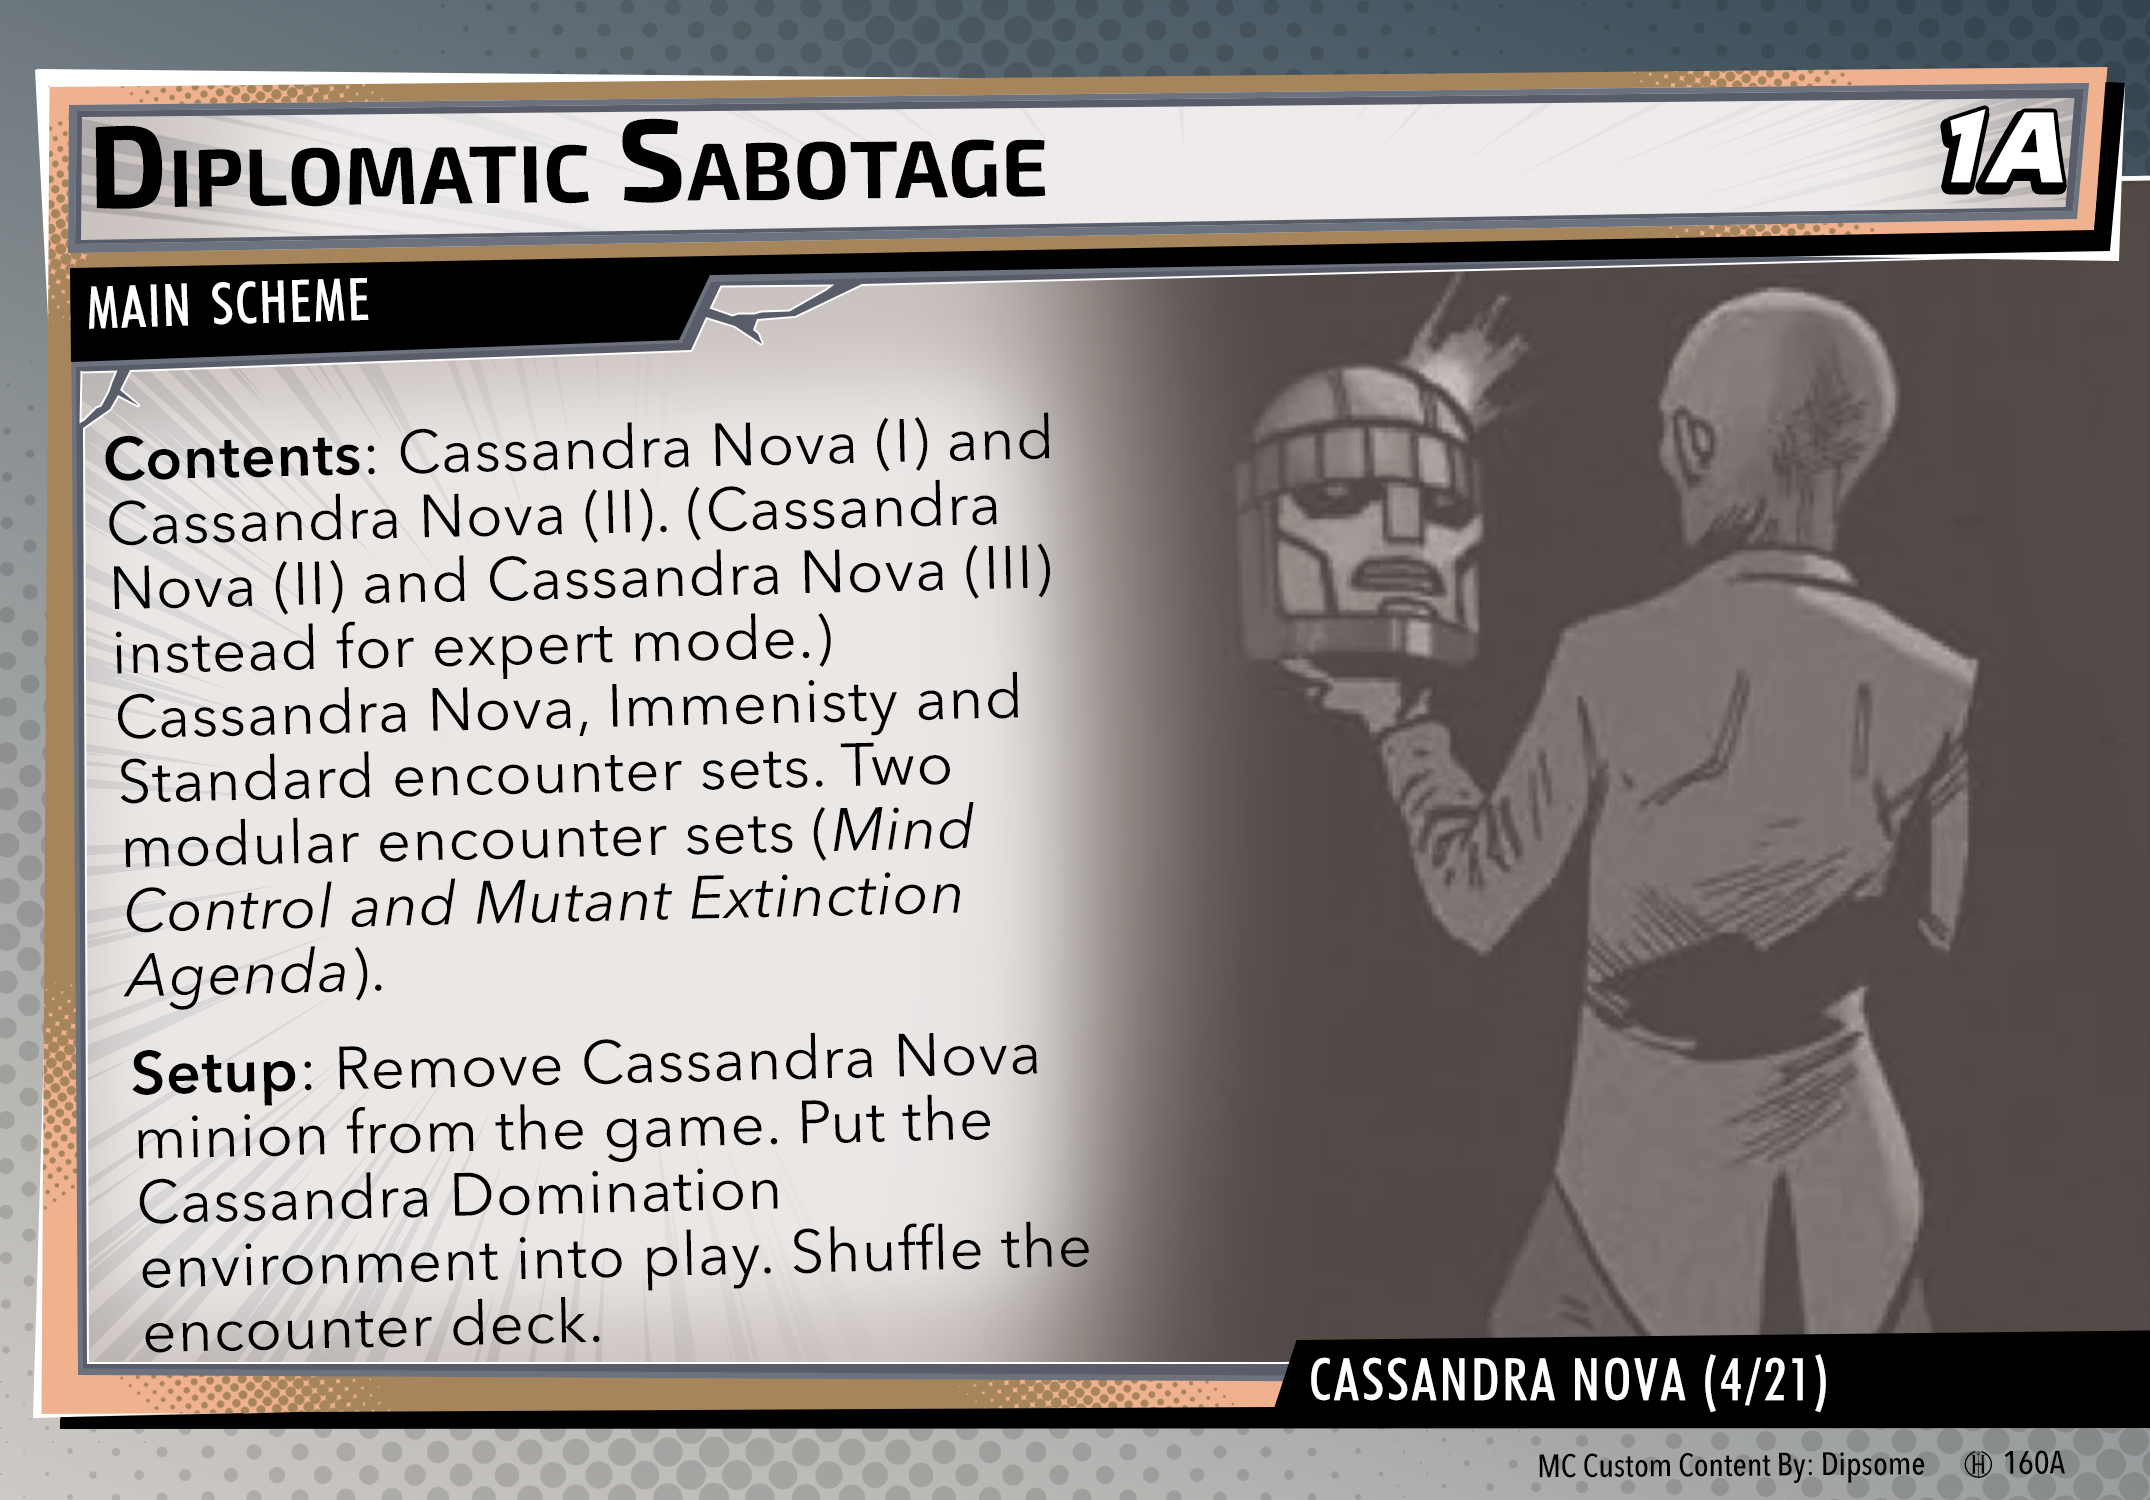 Diplomatic Sabotage
1A
MAIN SCHEME
Contents: Cassandra Nova (I) and
Cassandra Nova (II). (Cassandra
Nova (II) and Cassandra Nova (III)
instead for expert mode.)
Cassandra Nova, Immenisty and
Standard encounter sets. Two
modular encounter sets (Mind
Control and Mutant Extinction
Agenda).
Setup: Remove Cassandra Nova
minion from the game. Put the
Cassandra Domination
environment into play. Shuffle the
encounter deck.
CASSANDRA NOVA (4/21)
MC Custom Content By: Dipsome
H 160A